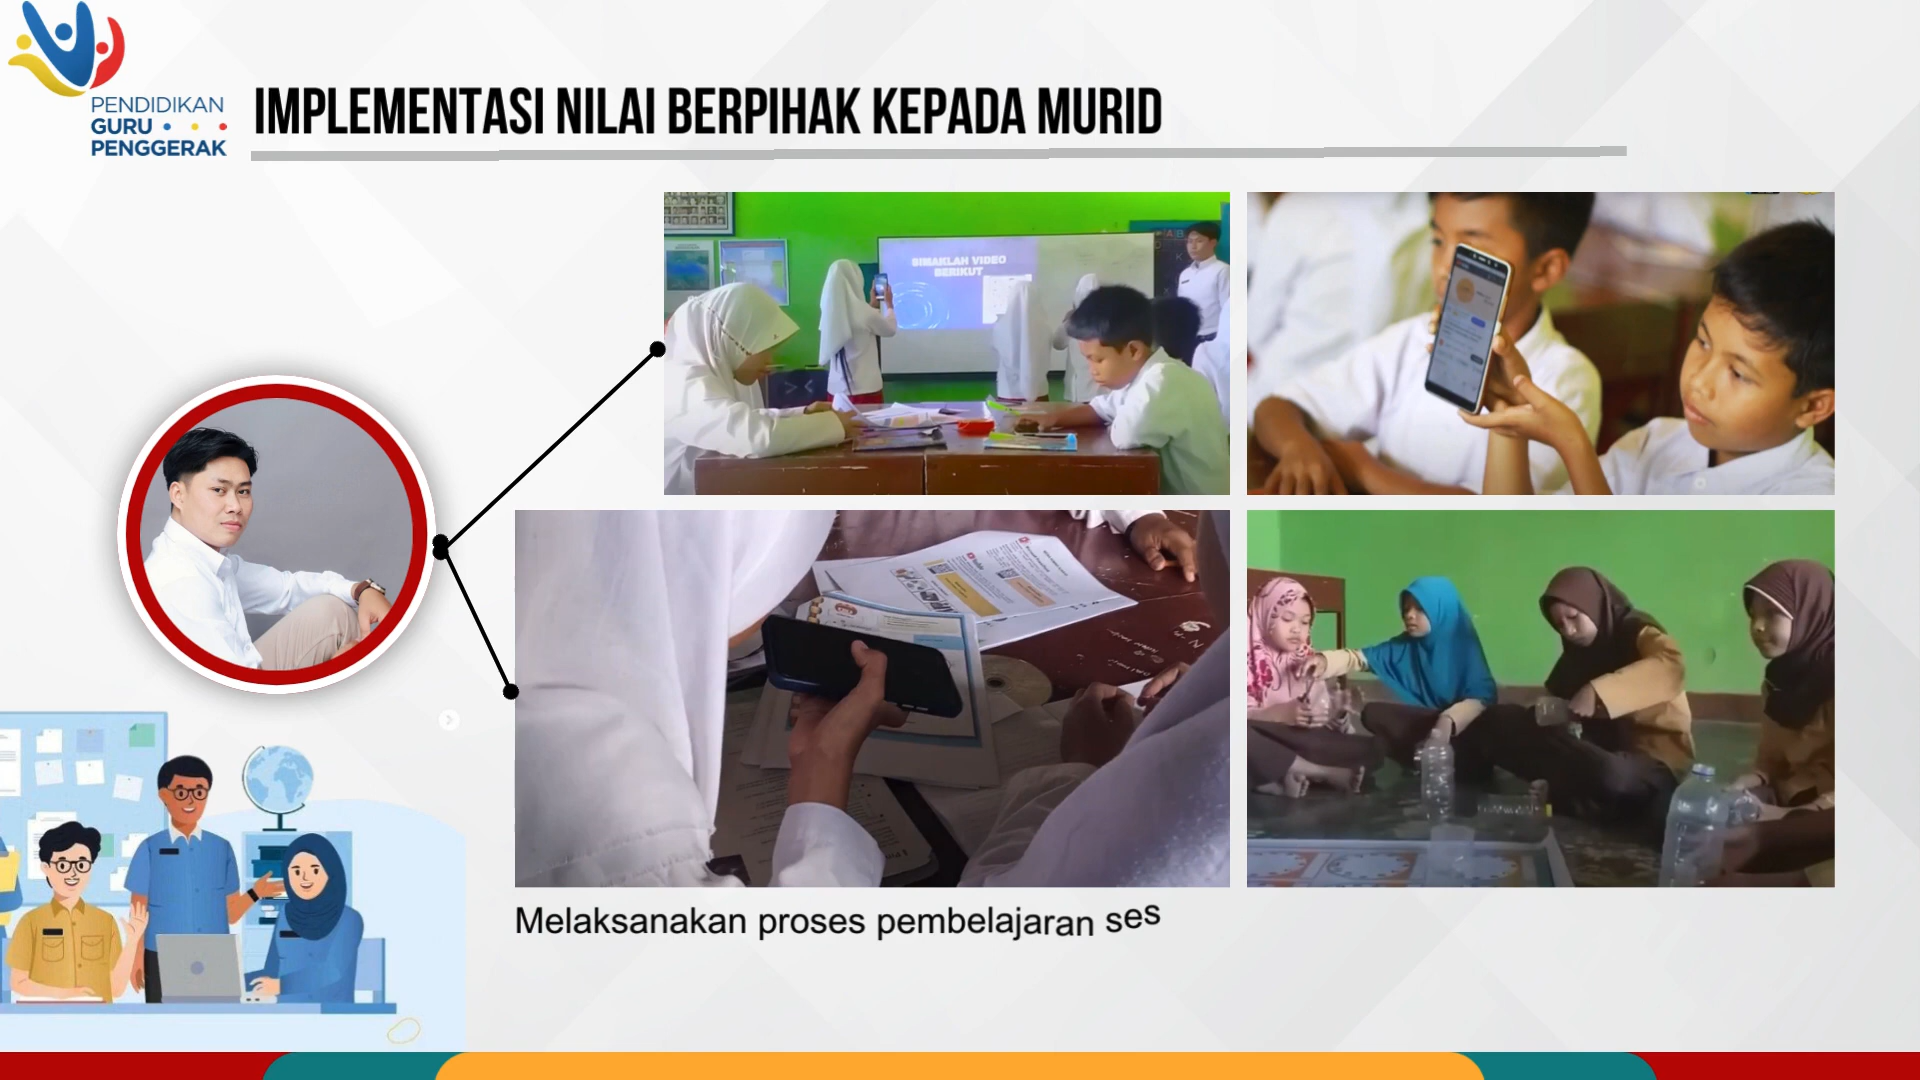 PENDIDIKAN
GURU
PENGGERAK
IMPLEMENTASI NILAI BERPIHAK KEPADA MURID
SIMAKLAH VIDEO
BERIKUT
Melaksanakan proses pembelajaran ses